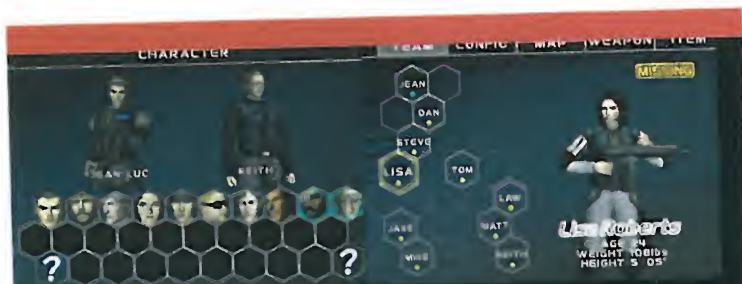 CHARACTER
JEAN LUC
KEITH
?
?
TEAM CONFIG MAP WEAPON ITEM
MISSING
JEAN
DAN
STEVE
LISA
TOM
LAW
JAKE
MATT
MIKE
KEITH
Lisa Roberts
AGE 24
WEIGHT 108lbs
HEIGHT 5' 05"